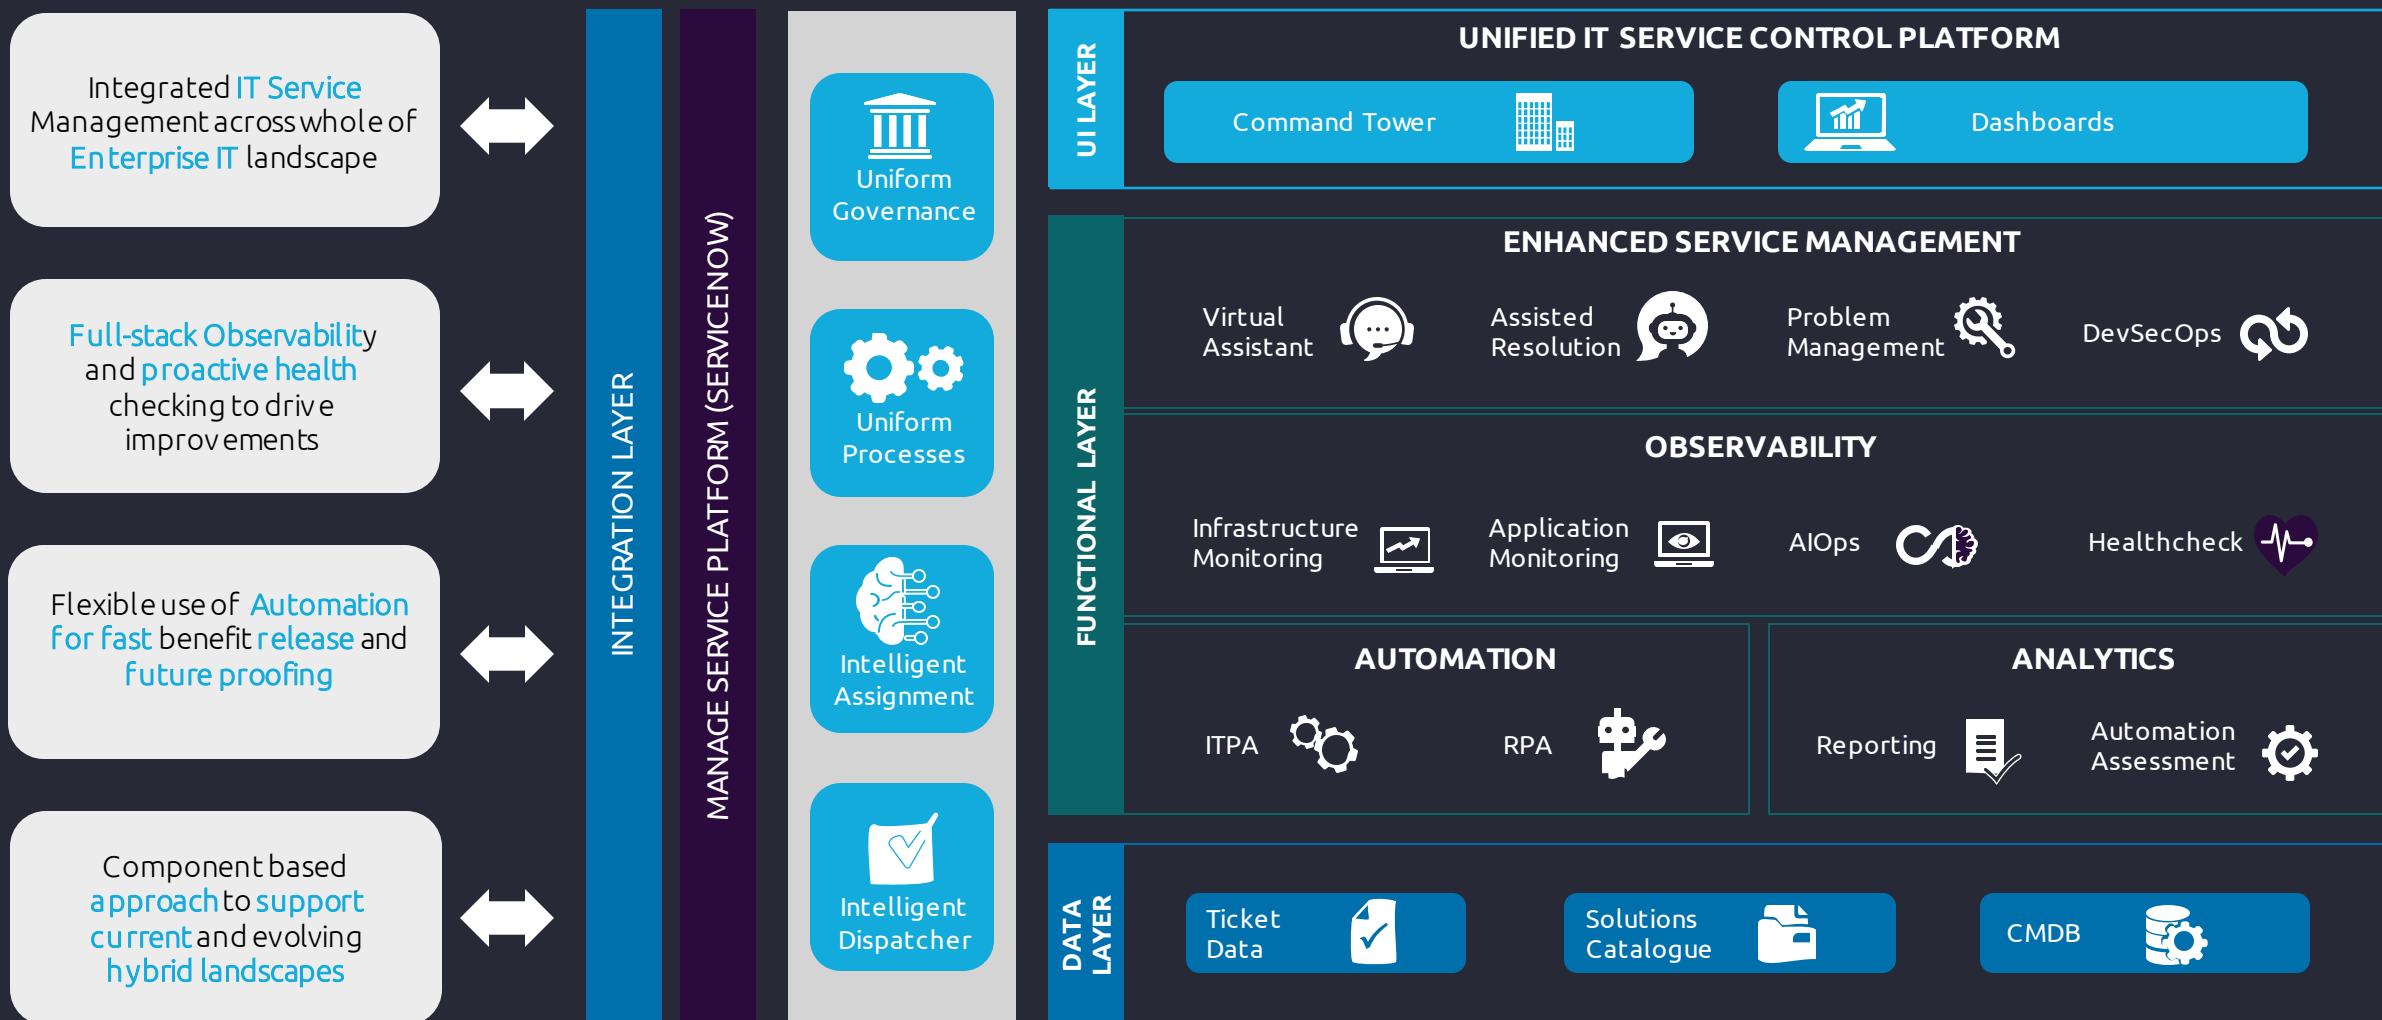 Integrated IT Service
Management across whole of
Enterprise IT landscape
Full-stack Observability
and proactive health
checking to drive
improvements
Flexible use of Automation
for fast benefit release and
future proofing
Component based
approach to support
current and evolving
hybrid landscapes
INTEGRATION LAYER
MANAGE SERVICE PLATFORM (SERVICENOW)
Uniform
Governance
Uniform
Processes
Intelligent
Assignment
Intelligent
Dispatcher
UI LAYER
UNIFIED IT SERVICE CONTROL PLATFORM
Command Tower
Dashboards
FUNCTIONAL LAYER
ENHANCED SERVICE MANAGEMENT
Virtual
Assistant
Assisted
Resolution
Problem
Management
DevSecOps
OBSERVABILITY
Infrastructure
Monitoring
Application
Monitoring
AIOps
Healthcheck
AUTOMATION
ITPA
RPA
ANALYTICS
Reporting
Automation
Assessment
DATA
LAYER
Ticket
Data
Solutions
Catalogue
CMDB